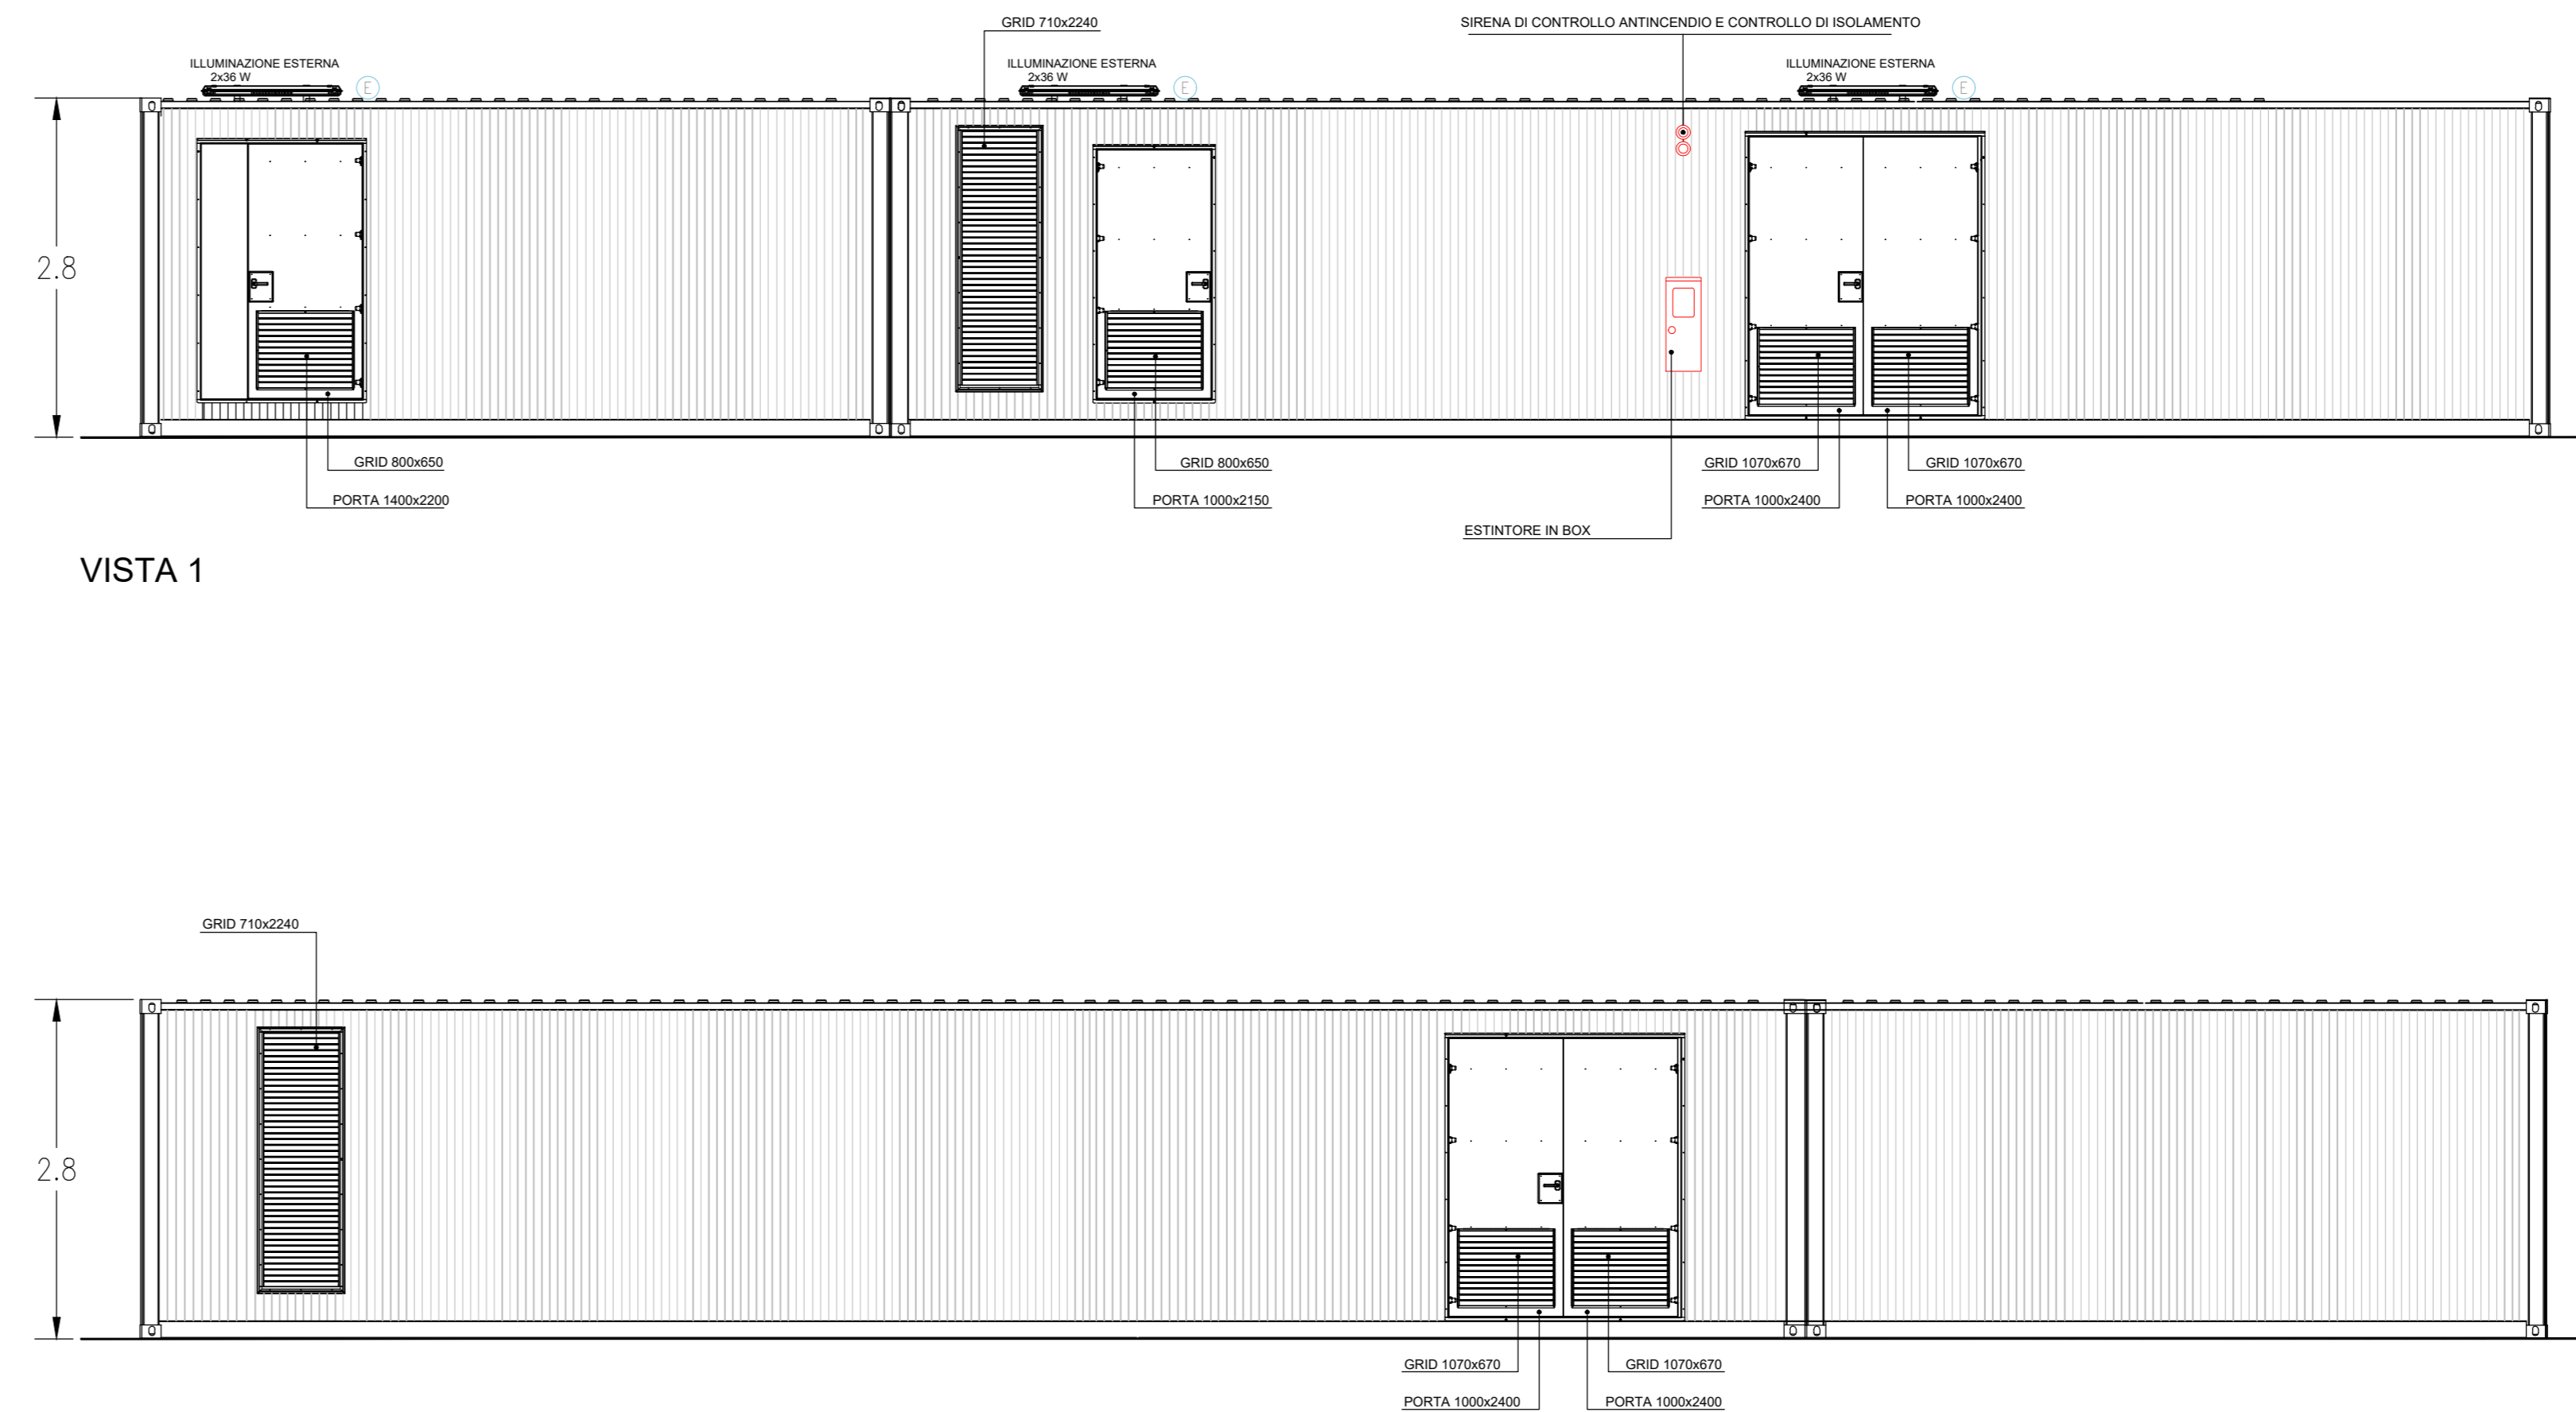 GRID 710x2240
SIRENA DI CONTROLLO ANTINCENDIO E CONTROLLO DI ISOLAMENTO
ILLUMINAZIONE ESTERNA
2x36 W
E
ILLUMINAZIONE ESTERNA
2x36 W
E
ILLUMINAZIONE ESTERNA
2x36 W
E
2.8
GRID 800x650
GRID 800x650
GRID 1070x670
GRID 1070x670
PORTA 1400x2200
PORTA 1000x2150
PORTA 1000x2400
PORTA 1000x2400
ESTINTORE IN BOX
VISTA 1
GRID 710x2240
2.8
GRID 1070x670
GRID 1070x670
PORTA 1000x2400
PORTA 1000x2400